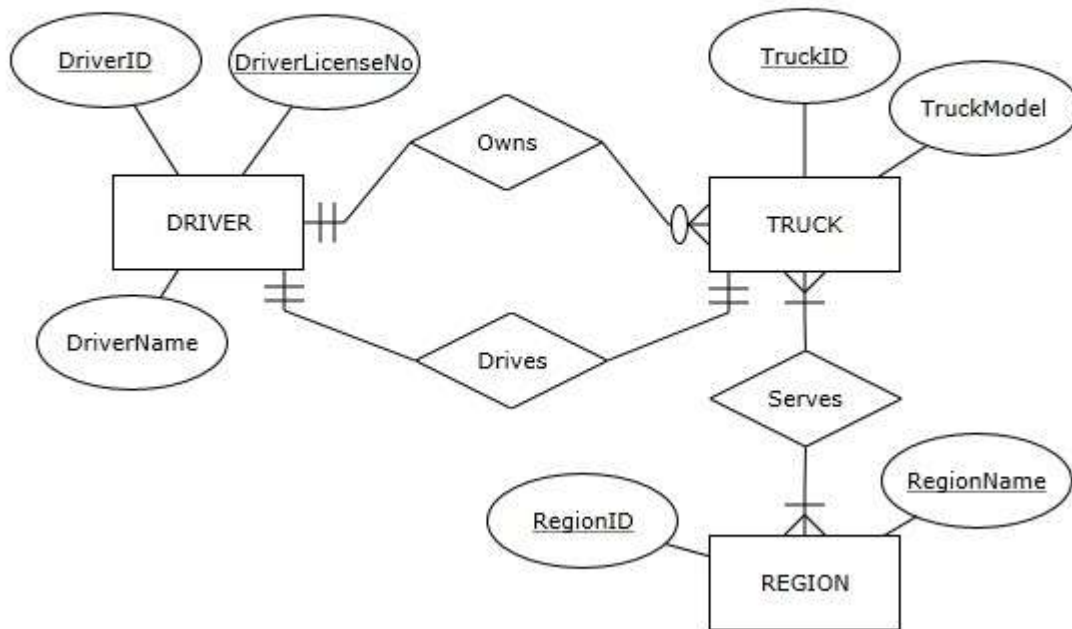 DriverID
DriverLicenseNo
TruckID
TruckModel
Owns
DRIVER
TRUCK
DriverName
Drives
Serves
RegionID
RegionName
REGION